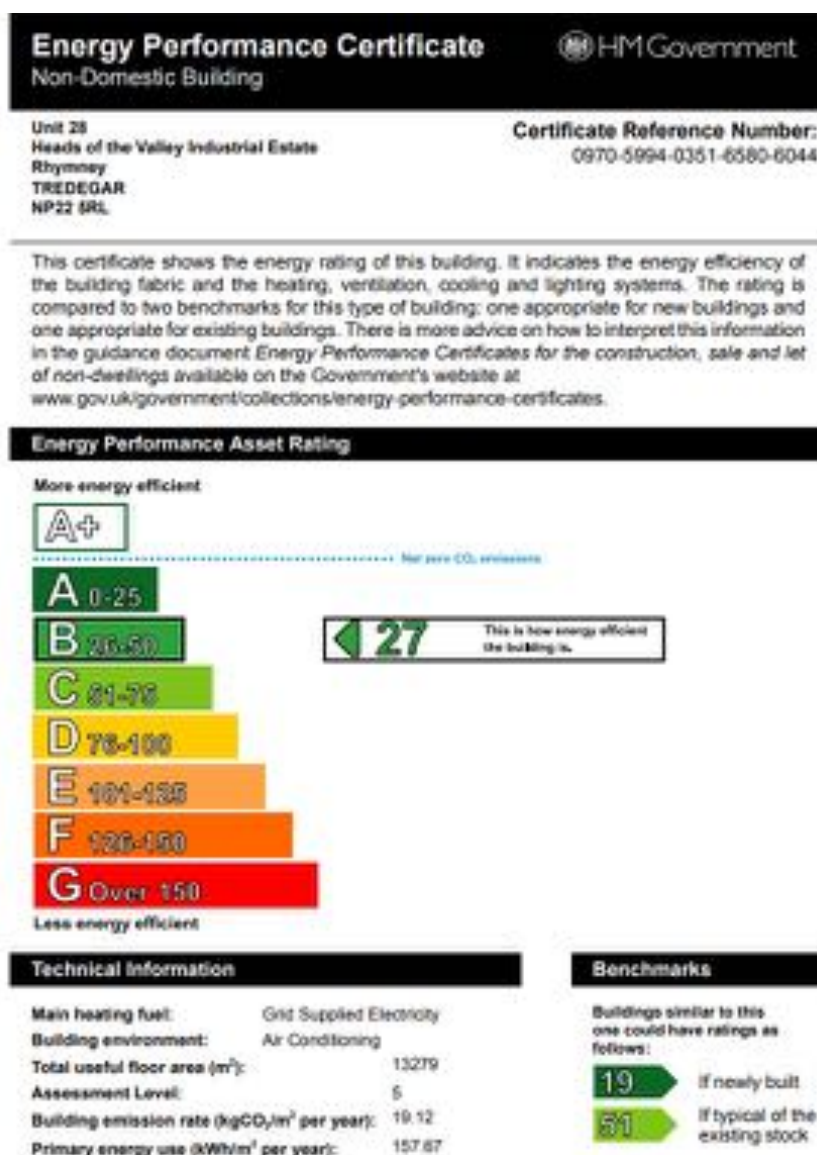 Energy Performance Certificate
HM Government
Non-Domestic Building
Unit 28
Heads of the Valley Industrial Estate
Rhymney
TREDEGAR
NP22 5RL
Certificate Reference Number:
0970-5994-0351-6580-6044
This certificate shows the energy rating of this building. It indicates the energy efficiency of
the building fabric and the heating, ventilation, cooling and lighting systems. The rating is
compared to two benchmarks for this type of building: one appropriate for new buildings and
one appropriate for existing buildings. There is more advice on how to interpret this information
in the guidance document Energy Performance Certificates for the construction, sale and let
of non-dwellings available on the Government's website at
www.gov.uk/government/collections/energy-performance-certificates.
Energy Performance Asset Rating
More energy efficient
A+
Net zero CO₂ emissions
A 0-25
B 26-50
27
This is how energy efficient
the building is.
C 51-75
D 76-100
E 101-125
F 126-150
G Over 150
Less energy efficient
Technical Information
Main heating fuel: Grid Supplied Electricity
Building environment: Air Conditioning
Total useful floor area (m²): 13279
Assessment Level: 5
Building emission rate (kgCO₂/m² per year): 19.12
Primary energy use (kWh/m² per year): 157.67
Benchmarks
Buildings similar to this
one could have ratings as
follows:
19 If newly built
51 If typical of the
existing stock